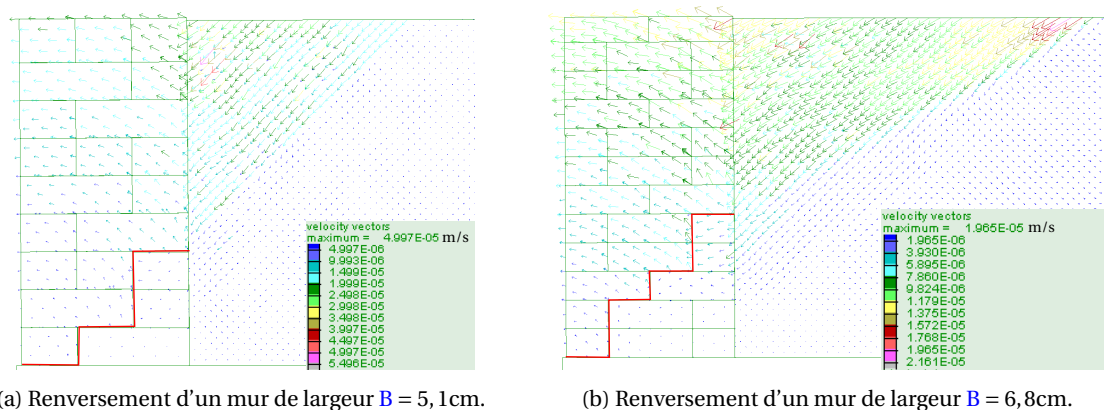 velocity vectors
maximum = 4.997E-05 m/s
4.997E-06
9.993E-06
1.499E-05
1.999E-05
2.498E-05
2.998E-05
3.498E-05
3.997E-05
4.497E-05
4.997E-05
5.496E-05
velocity vectors
maximum = 1.965E-05 m/s
1.965E-06
3.930E-06
5.895E-06
7.860E-06
9.824E-06
1.179E-05
1.375E-05
1.572E-05
1.768E-05
1.965E-05
2.161E-05
(a) Renversement d'un mur de largeur B = 5,1cm.
(b) Renversement d'un mur de largeur B = 6,8cm.